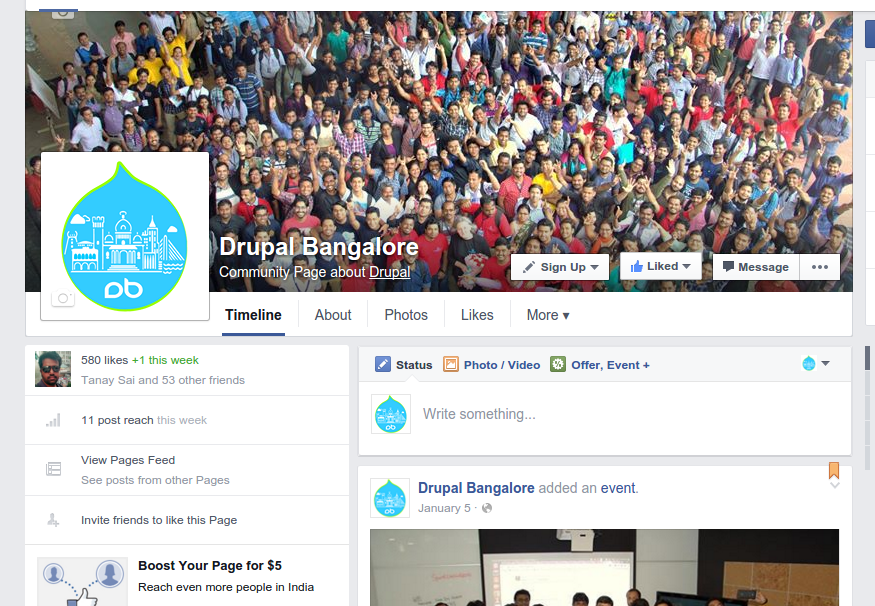 Drupal Bangalore
Community Page about Drupal
Sign Up
Liked
Message
Timeline
About
Photos
Likes
More
580 likes +1 this week
Tanay Sai and 53 other friends
11 post reach this week
View Pages Feed
See posts from other Pages
Invite friends to like this Page
Boost Your Page for $5
Reach even more people in India
Status
Photo / Video
Offer, Event +
Write something...
Drupal Bangalore added an event.
January 5 ·